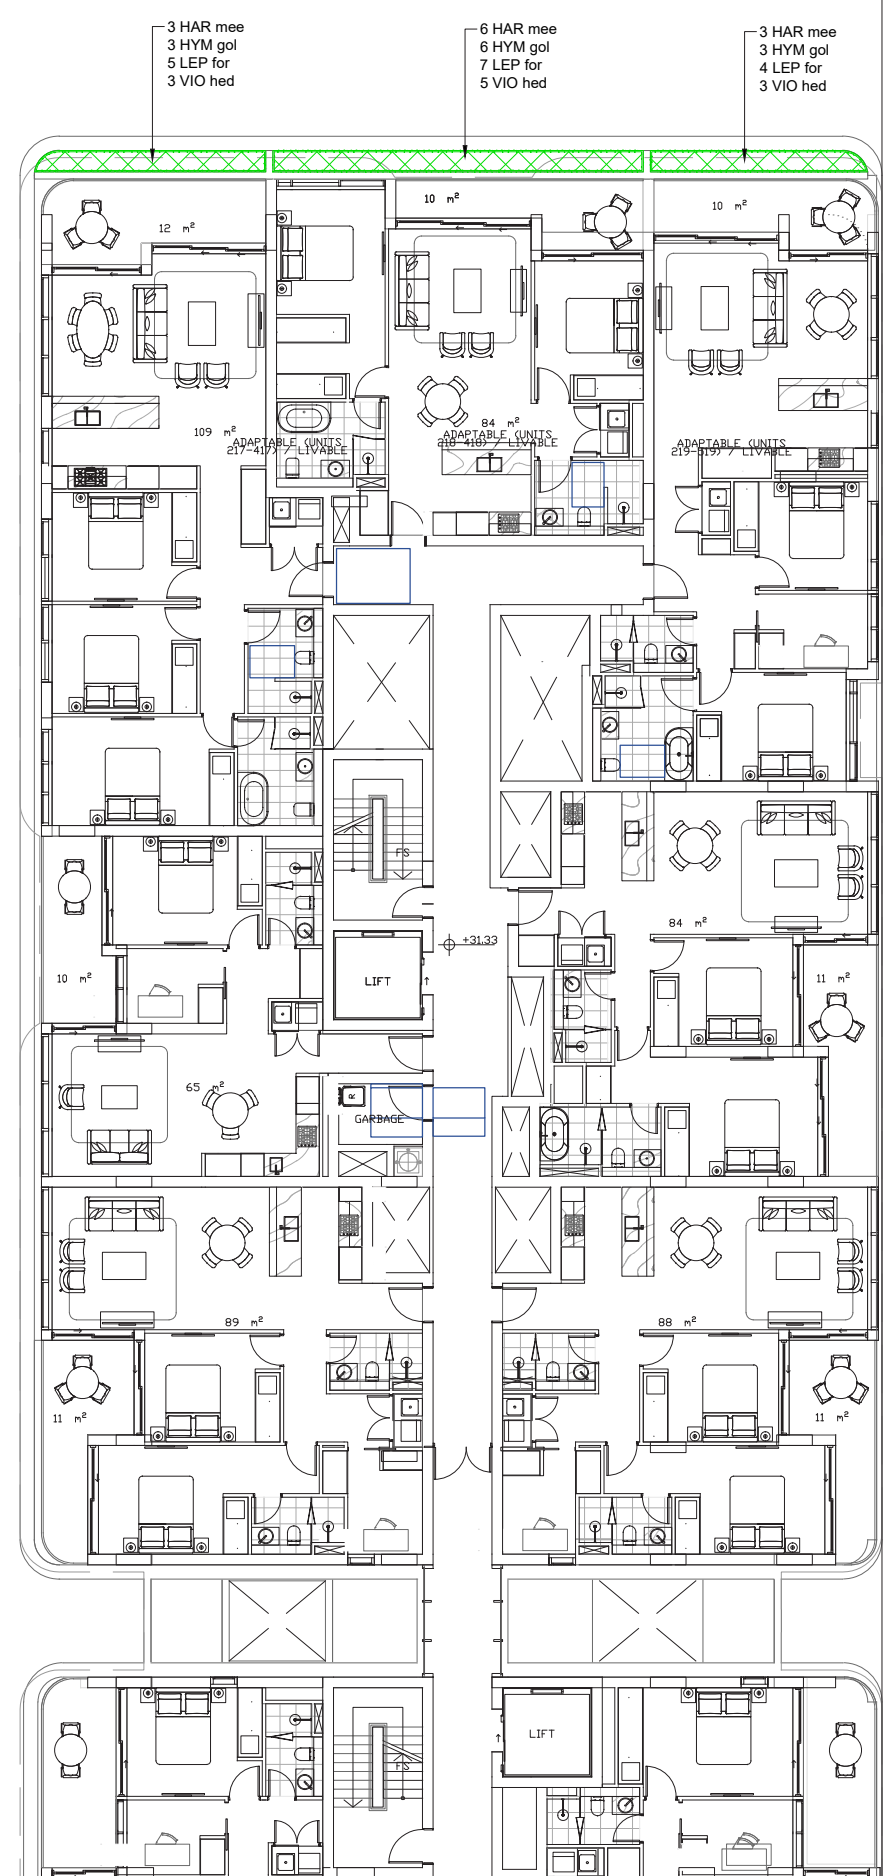 3 HAR mee
3 HYM gol
5 LEP for
3 VIO hed
6 HAR mee
6 HYM gol
7 LEP for
5 VIO hed
3 HAR mee
3 HYM gol
4 LEP for
3 VIO hed
12 m²
10 m²
10 m²
109 m²
ADAPTABLE (UNITS
217-417) / LIVABLE
84 m²
ADAPTABLE (UNITS
218-418) / LIVABLE
ADAPTABLE (UNITS
219-519) / LIVABLE
FS
84 m²
+31.33
10 m²
LIFT
11 m²
65 m²
R
GARBAGE
89 m²
88 m²
11 m²
11 m²
LIFT
FS